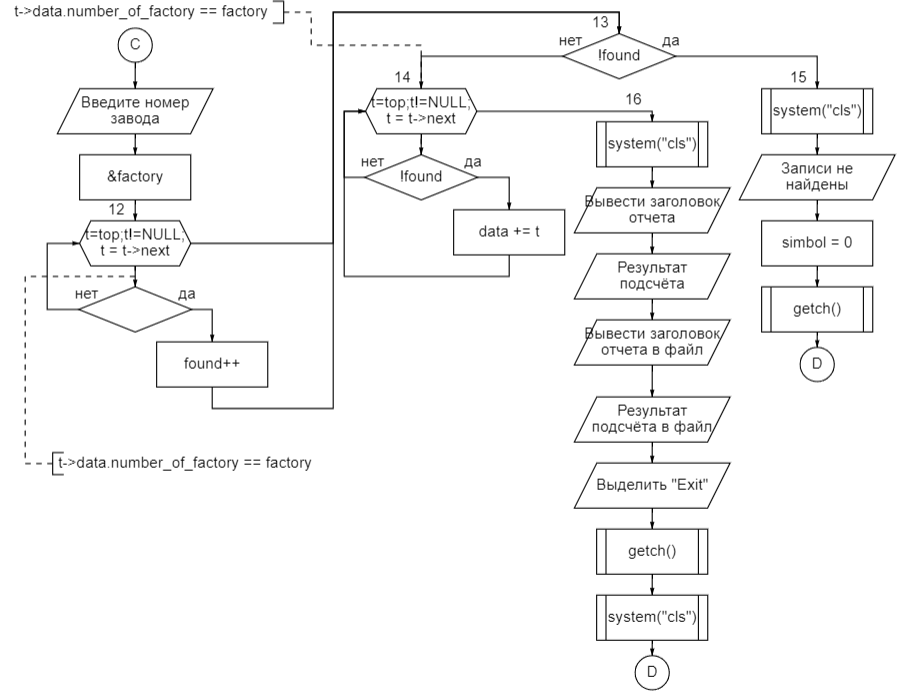 t->data.number_of_factory == factory
C
Введите номер
завода
&factory
12
t=top;t!=NULL;
t = t->next
нет
да
found++
t->data.number_of_factory == factory
13
нет
да
!found
14
t=top;t!=NULL;
t = t->next
нет
да
!found
data += t
16
system("cls")
Вывести заголовок
отчета
Результат
подсчёта
Вывести заголовок
отчета в файл
Результат
подсчёта в файл
Выделить "Exit"
getch()
system("cls")
D
15
system("cls")
Записи не
найдены
simbol = 0
getch()
D